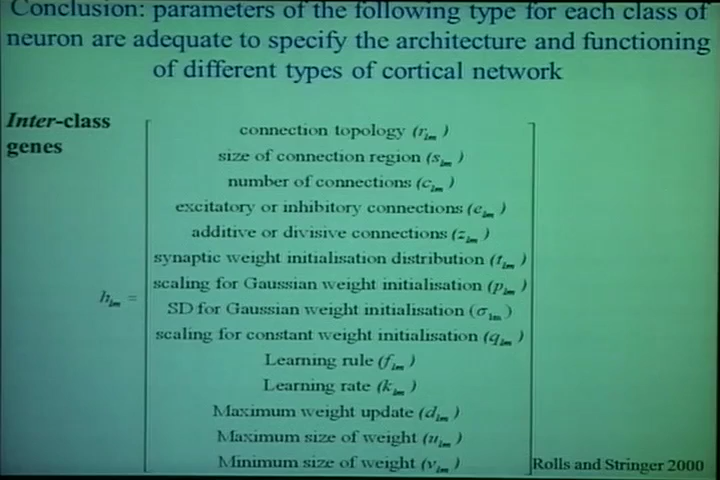 Conclusion: parameters of the following type for each class of
neuron are adequate to specify the architecture and functioning
of different types of cortical network
Inter-class
genes
connection topology (r_lm)
size of connection region (s_lm)
number of connections (c_lm)
excitatory or inhibitory connections (e_lm)
additive or divisive connections (z_lm)
synaptic weight initialisation distribution (t_lm)
scaling for Gaussian weight initialisation (p_lm)
h_lm =
SD for Gaussian weight initialisation (σ_lm)
scaling for constant weight initialisation (q_lm)
Learning rule (f_lm)
Learning rate (k_lm)
Maximum weight update (d_lm)
Maximum size of weight (u_lm)
Minimum size of weight (v_lm)
Rolls and Stringer 2000